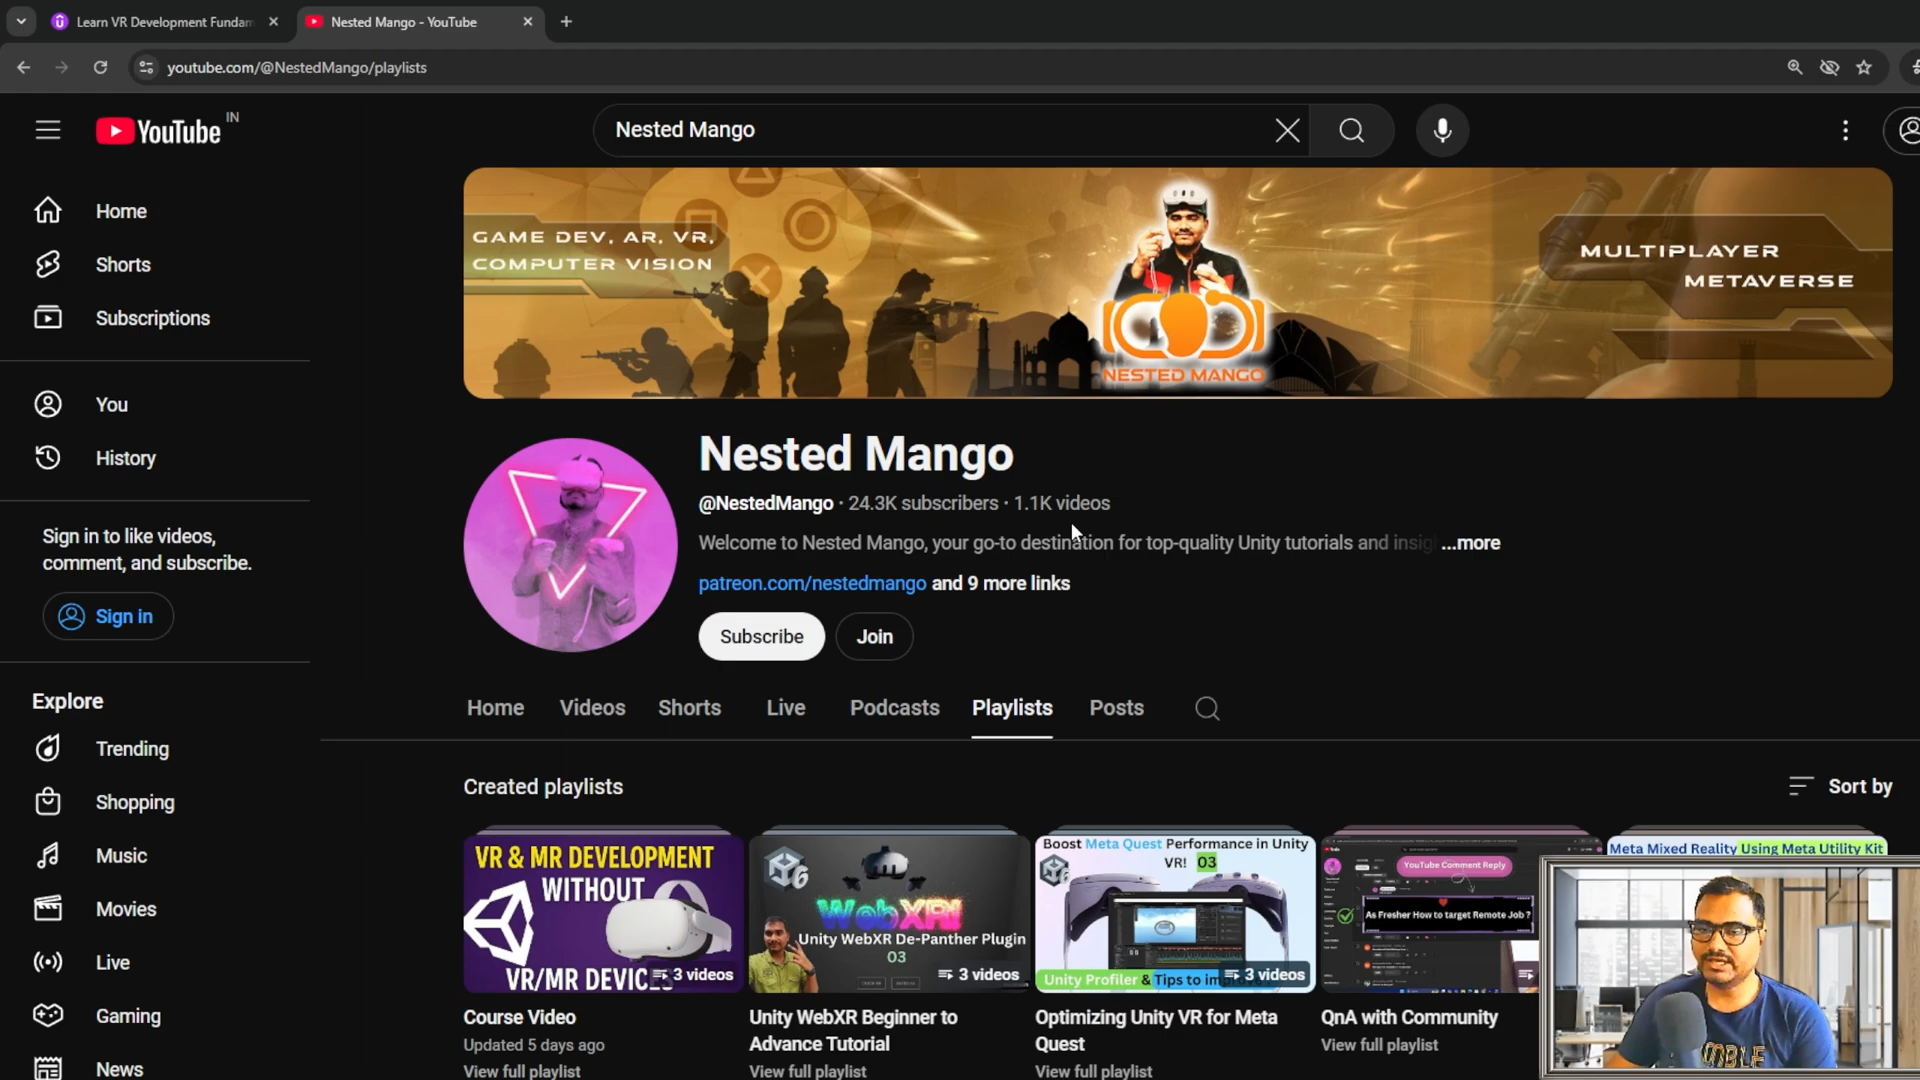 Learn VR Development Fundam
Nested Mango - YouTube
youtube.com/@NestedMango/playlists
YouTube IN
Nested Mango
Home
Shorts
Subscriptions
You
History
Sign in to like videos,
comment, and subscribe.
Sign in
Explore
Trending
Shopping
Music
Movies
Live
Gaming
News
GAME DEV, AR, VR,
COMPUTER VISION
NESTED MANGO
MULTIPLAYER
METAVERSE
Nested Mango
@NestedMango · 24.3K subscribers · 1.1K videos
Welcome to Nested Mango, your go-to destination for top-quality Unity tutorials and insig ...more
patreon.com/nestedmango and 9 more links
Subscribe
Join
Home
Videos
Shorts
Live
Podcasts
Playlists
Posts
Created playlists
Sort by
VR & MR DEVELOPMENT
WITHOUT
VR/MR DEVIC
3 videos
Course Video
Updated 5 days ago
View full playlist
6
WebXR!
Unity WebXR De-Panther Plugin
03
3 videos
Unity WebXR Beginner to
Advance Tutorial
View full playlist
Boost Meta Quest Performance in Unity
VR! 03
6
Unity Profiler & Tips to im
3 videos
Optimizing Unity VR for Meta
Quest
View full playlist
YouTube Comment Reply
As Fresher How to target Remote Job ?
QnA with Community
View full playlist
Meta Mixed Reality Using Meta Utility Kit